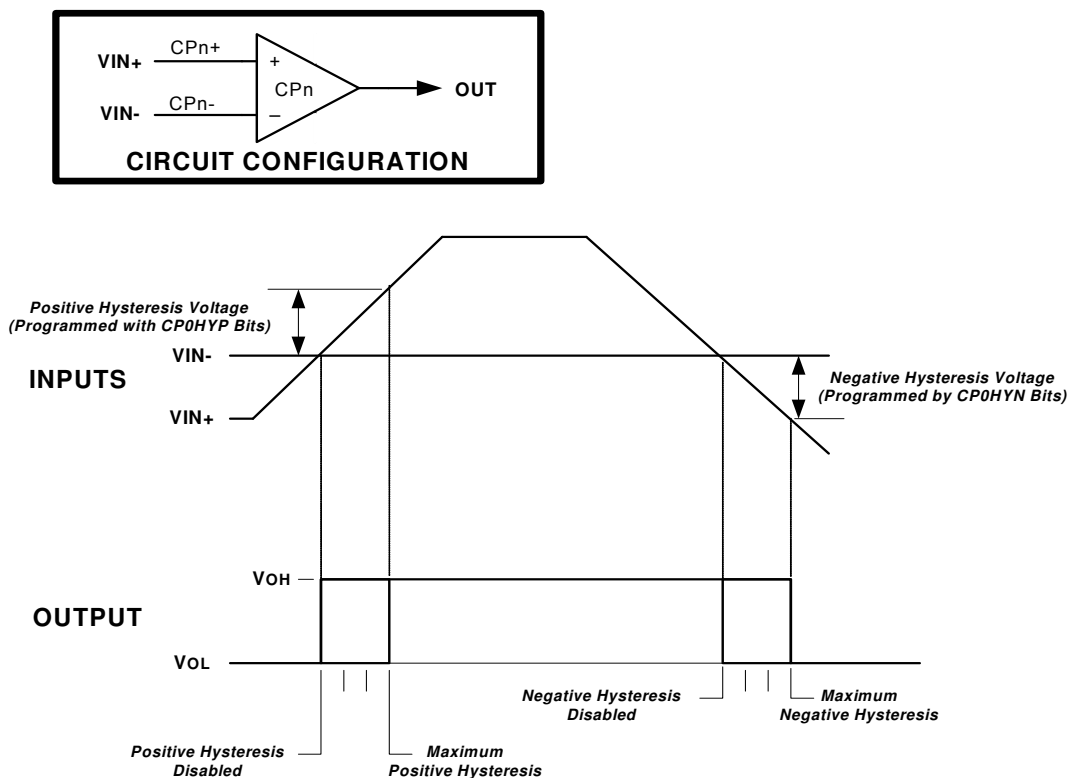 VIN+
CPn+
+
CPn
OUT
VIN-
CPn-
–
CIRCUIT CONFIGURATION
Positive Hysteresis Voltage
(Programmed with CP0HYP Bits)
VIN-
INPUTS
VIN+
Negative Hysteresis Voltage
(Programmed by CP0HYN Bits)
VOH
OUTPUT
VOL
Negative Hysteresis
Disabled
Maximum
Negative Hysteresis
Positive Hysteresis
Disabled
Maximum
Positive Hysteresis